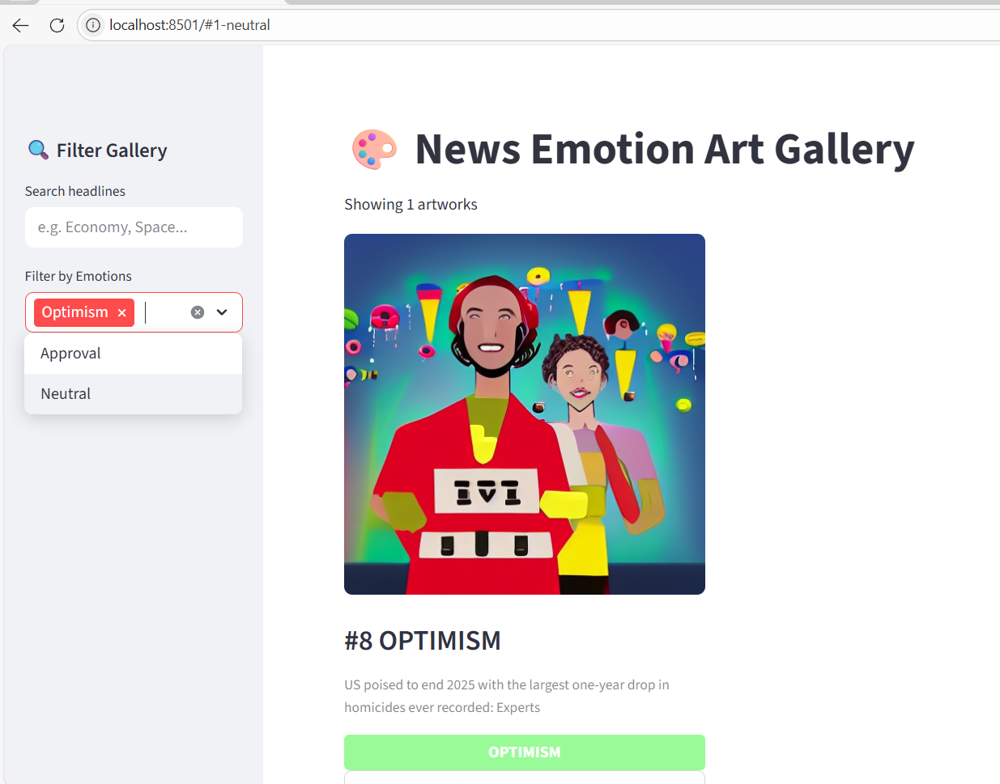 localhost:8501/#1-neutral
Filter Gallery
Search headlines
e.g. Economy, Space...
Filter by Emotions
Optimism
Approval
Neutral
News Emotion Art Gallery
Showing 1 artworks
#8 OPTIMISM
US poised to end 2025 with the largest one-year drop in
homicides ever recorded: Experts
OPTIMISM